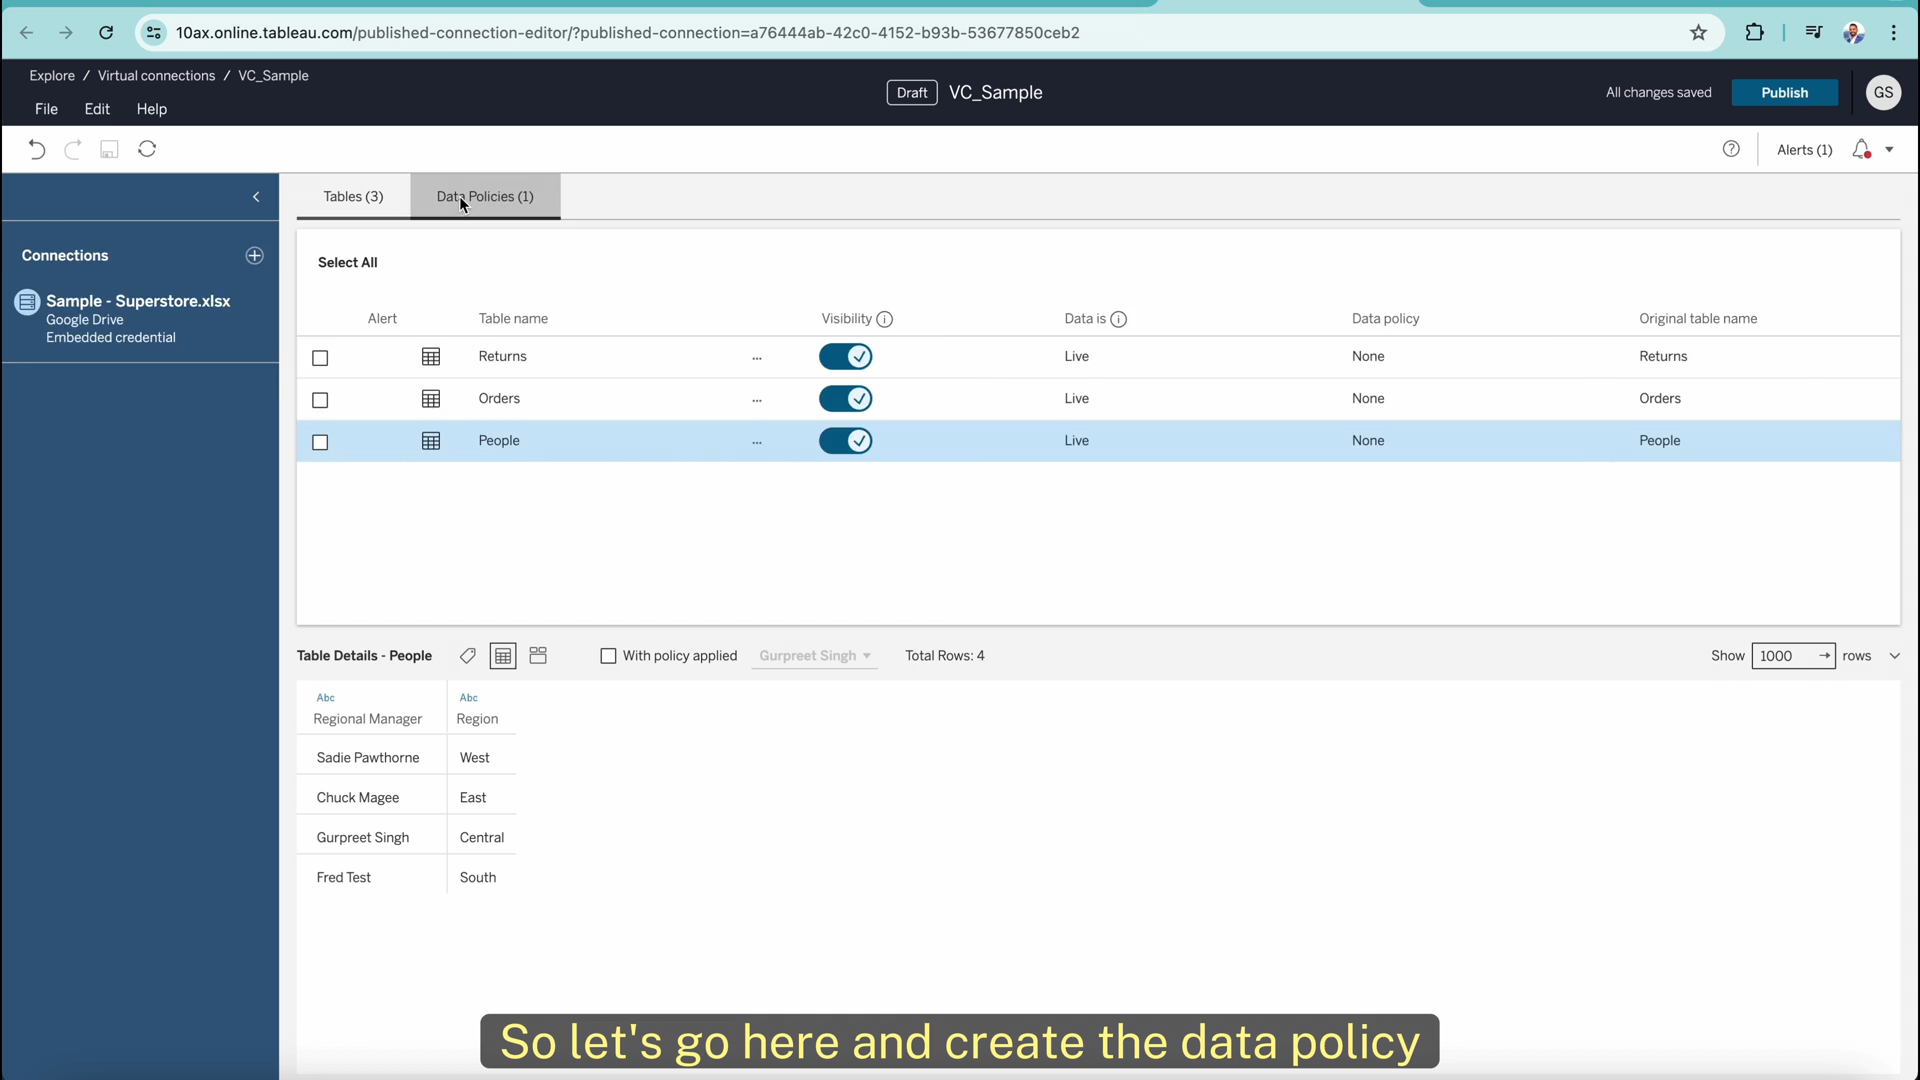 10ax.online.tableau.com/published-connection-editor/?published-connection=a76444ab-42c0-4152-b93b-53677850ceb2
Explore / Virtual connections / VC_Sample
File Edit Help
Draft VC_Sample
All changes saved Publish GS
Alerts (1)
Tables (3) Data Policies (1)
Connections
Sample - Superstore.xlsx
Google Drive
Embedded credential
Select All
Alert Table name Visibility Data is Data policy Original table name
Returns ... Live None Returns
Orders ... Live None Orders
People ... Live None People
Table Details - People With policy applied Gurpreet Singh Total Rows: 4 Show 1000 rows
Abc Abc
Regional Manager Region
Sadie Pawthorne West
Chuck Magee East
Gurpreet Singh Central
Fred Test South
So let's go here and create the data policy